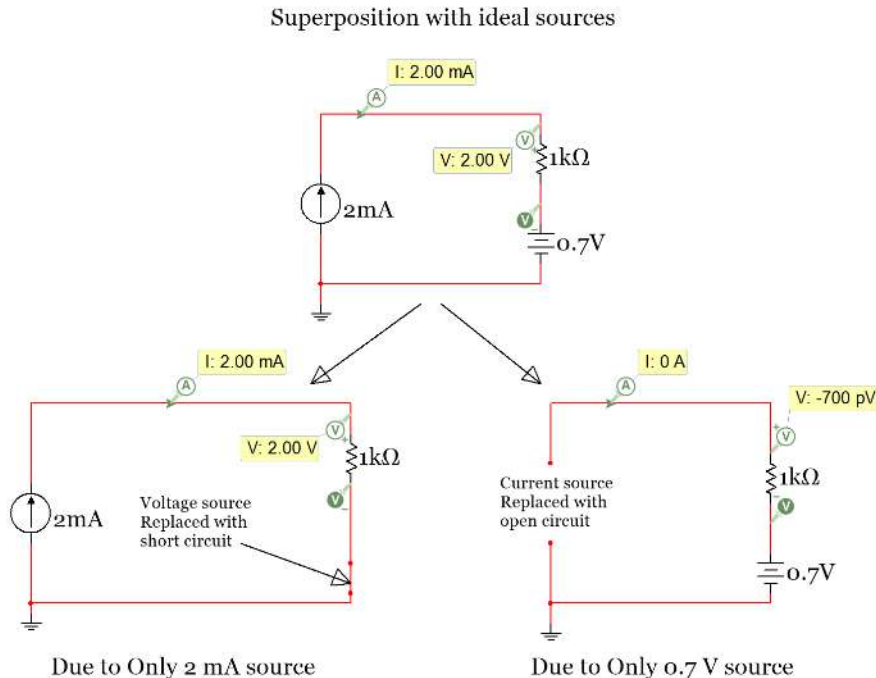 Superposition with ideal sources
I: 2.00 mA
A
V
V: 2.00 V
1kΩ
2mA
V
0.7V
I: 2.00 mA
A
V
V: 2.00 V
1kΩ
V
2mA
Voltage source
Replaced with
short circuit
Due to Only 2 mA source
I: 0 A
A
V: -700 pV
V
1kΩ
V
Current source
Replaced with
open circuit
0.7V
Due to Only 0.7 V source